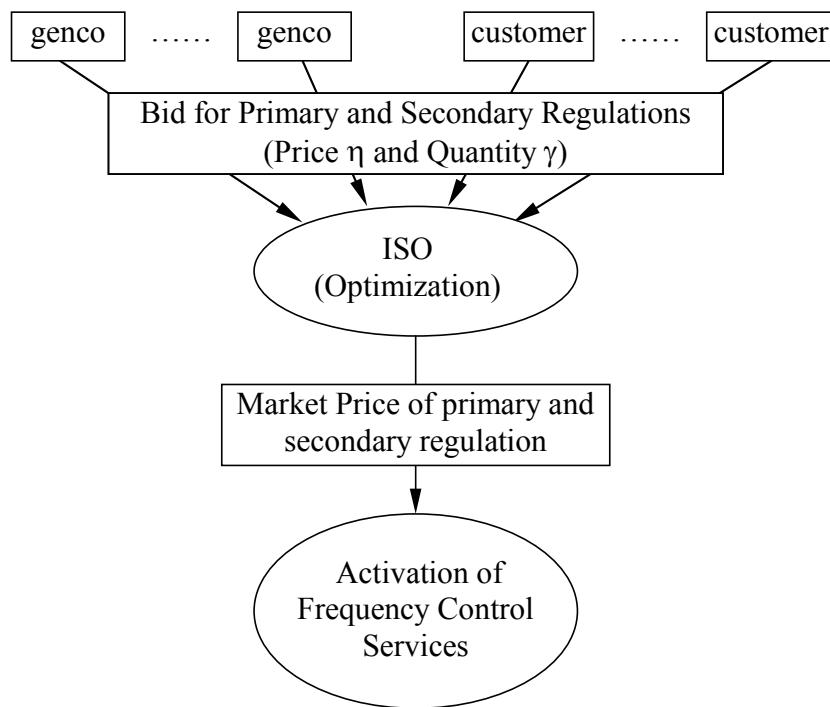 genco ...... genco customer ...... customer
Bid for Primary and Secondary Regulations
(Price η and Quantity γ)
ISO
(Optimization)
Market Price of primary and
secondary regulation
Activation of
Frequency Control
Services